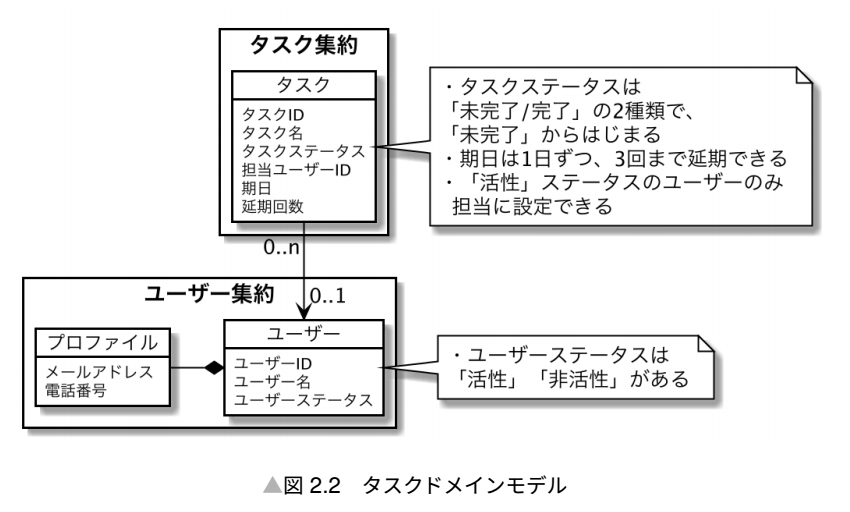 タスク集約
タスク
タスクID
タスク名
タスクステータス
担当ユーザーID
期日
延期回数
・タスクステータスは
「未完了/完了」の2種類で、
「未完了」からはじまる
・期日は1日ずつ、3回まで延期できる
・「活性」ステータスのユーザーのみ
担当に設定できる
0..n
0..1
ユーザー集約
プロファイル
メールアドレス
電話番号
ユーザー
ユーザーID
ユーザー名
ユーザーステータス
・ユーザーステータスは
「活性」「非活性」がある
▲図 2.2 タスクドメインモデル